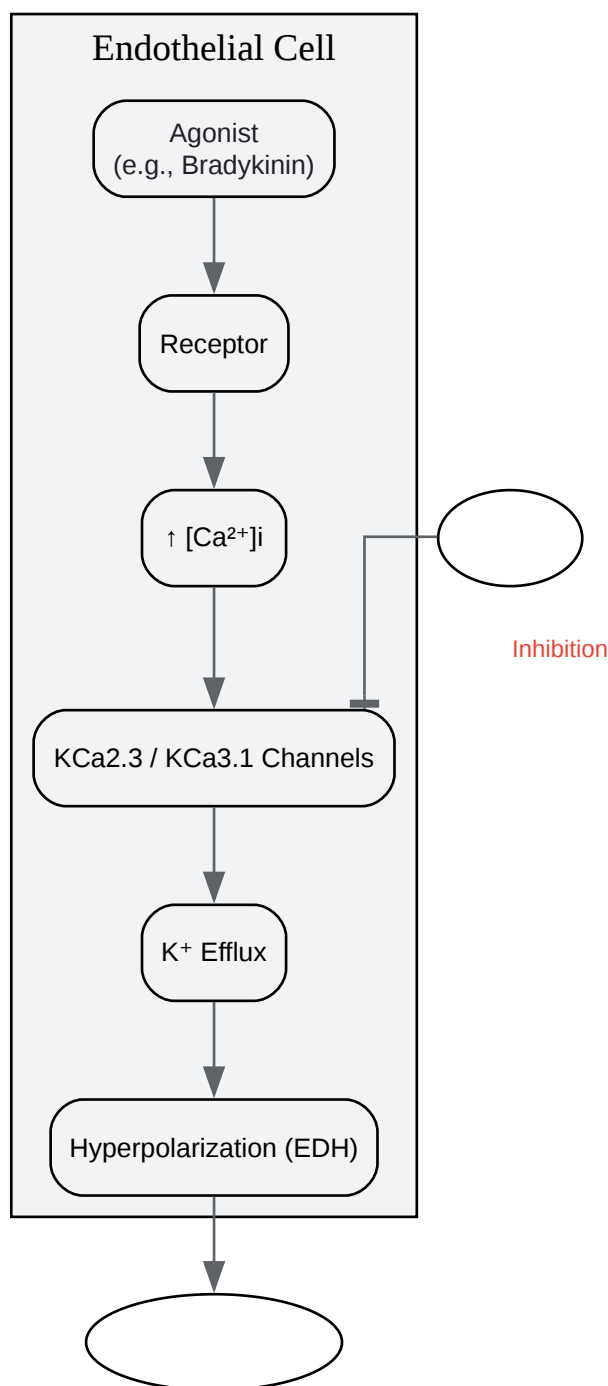 Endothelial Cell
Agonist
(e.g., Bradykinin)
Receptor
↑ [Ca²⁺]i
Inhibition
KCa2.3 / KCa3.1 Channels
K⁺ Efflux
Hyperpolarization (EDH)